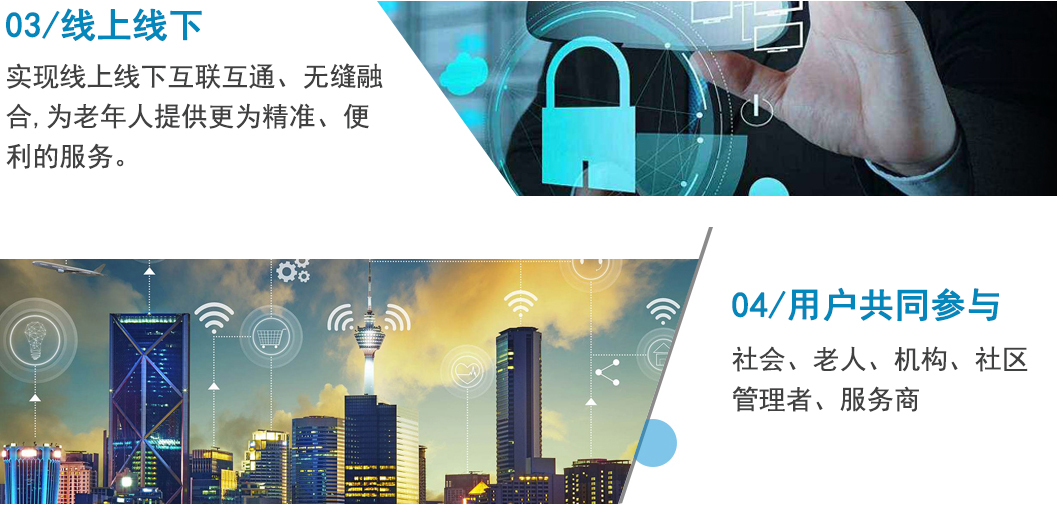 03/线上线下
实现线上线下互联互通、无缝融
合,为老年人提供更为精准、便
利的服务。
04/用户共同参与
社会、老人、机构、社区
管理者、服务商